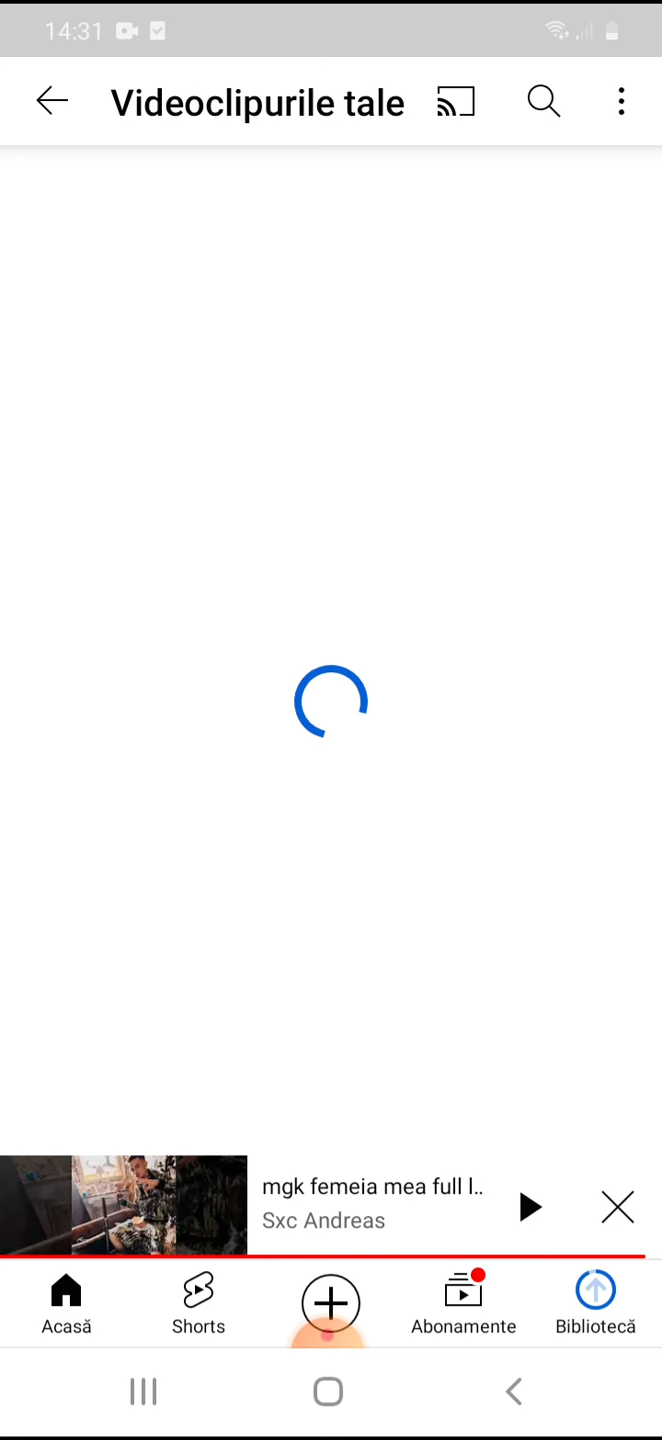 14:31
Videoclipurile tale
mgk femeia mea full l..
Sxc Andreas
Acasă
Shorts
Abonamente
Bibliotecă